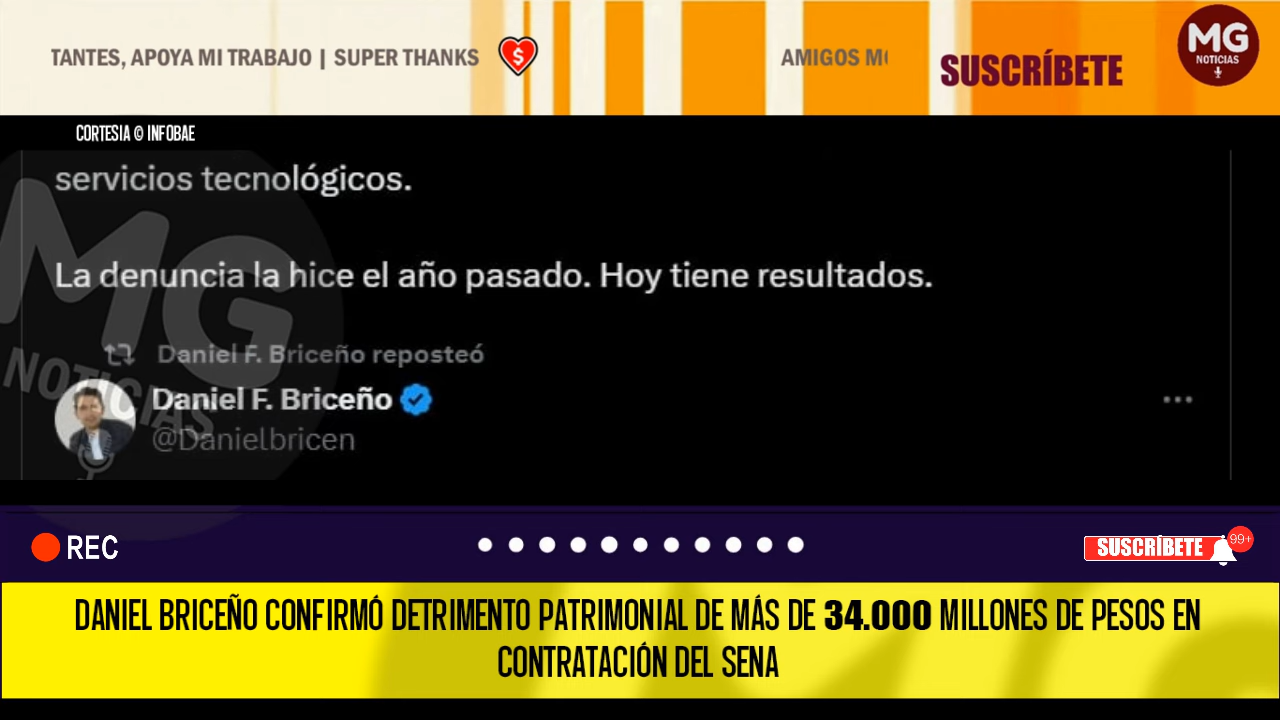 TANTES, APOYA MI TRABAJO | SUPER THANKS
AMIGOS
SUSCRÍBETE
MG
NOTICIAS
CORTESIA © INFOBAE
servicios tecnológicos.
La denuncia la hice el año pasado. Hoy tiene resultados.
Daniel F. Briceño reposteó
Daniel F. Briceño
@Danielbricen
MG
NOTICIAS
REC
SUSCRÍBETE
99+
DANIEL BRICEÑO CONFIRMÓ DETRIMENTO PATRIMONIAL DE MÁS DE 34.000 MILLONES DE PESOS EN
CONTRATACIÓN DEL SENA